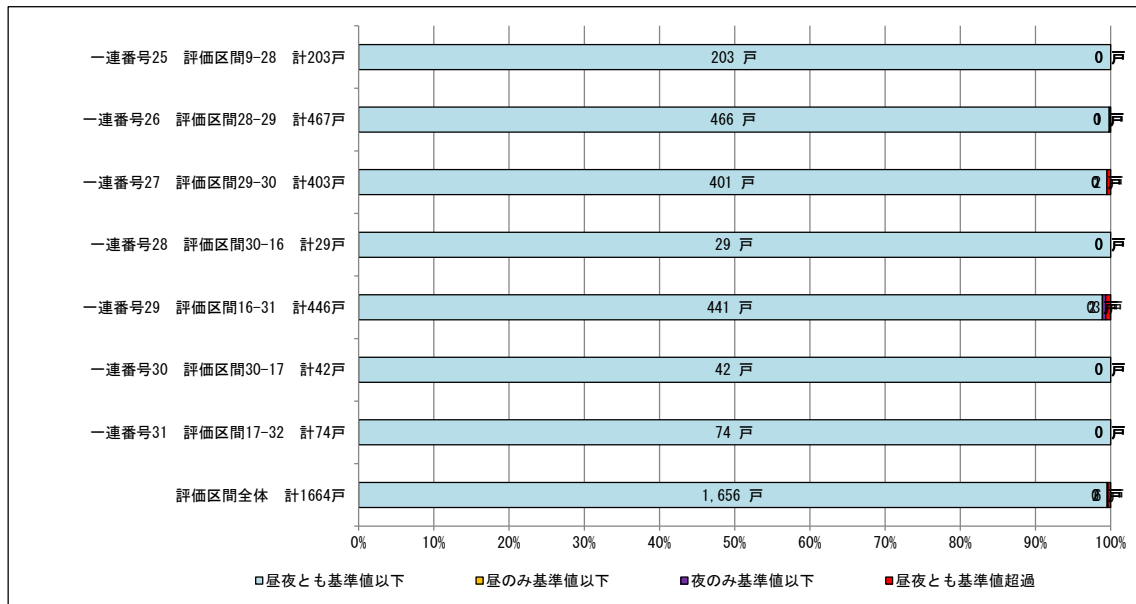 一連番号25 評価区間9-28 計203戸 203 戸 0 戸
一連番号26 評価区間28-29 計467戸 466 戸 戸
一連番号27 評価区間29-30 計403戸 401 戸 戸
一連番号28 評価区間30-16 計29戸 29 戸 0 戸
一連番号29 評価区間16-31 計446戸 441 戸 戸
一連番号30 評価区間30-17 計42戸 42 戸 0 戸
一連番号31 評価区間17-32 計74戸 74 戸 0 戸
評価区間全体 計1664戸 1,656 戸 戸
0% 10% 20% 30% 40% 50% 60% 70% 80% 90% 100%
昼夜とも基準値以下 昼のみ基準値以下 夜のみ基準値以下 昼夜とも基準値超過